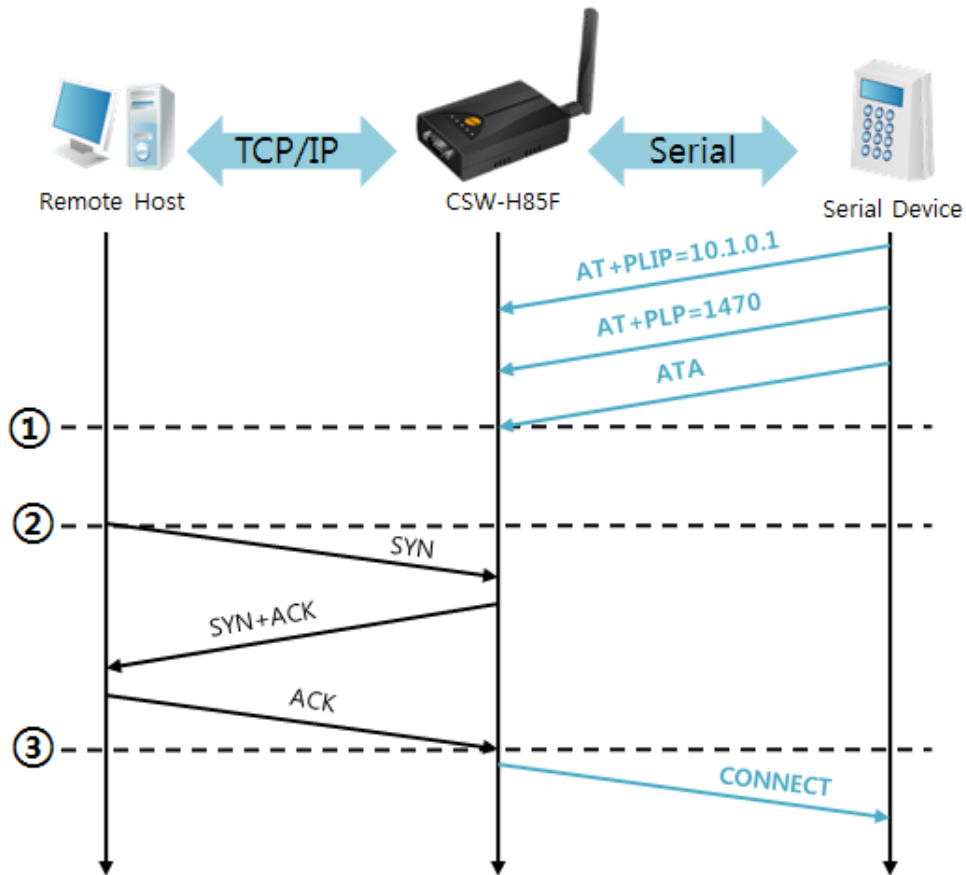 TCP/IP
Serial
Remote Host
CSW-H85F
Serial Device
AT+PLIP=10.1.0.1
AT+PLP=1470
ATA
①
②
SYN
SYN+ACK
ACK
③
CONNECT